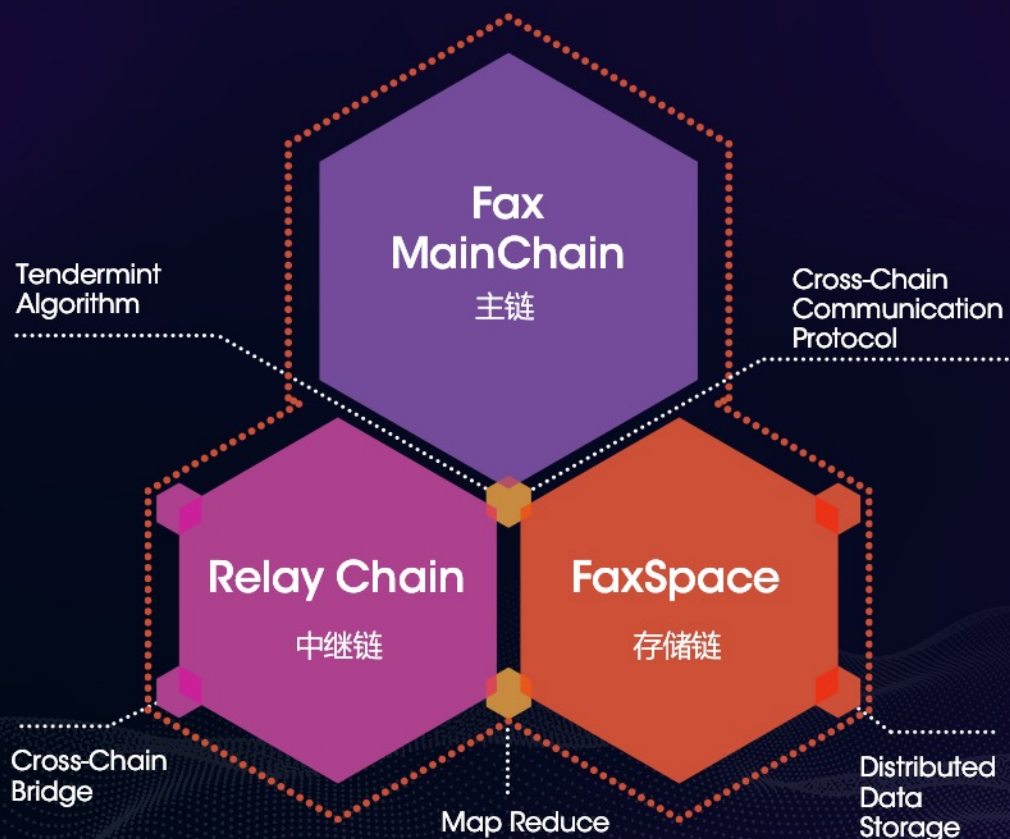 Fax
MainChain
主链
Tendermint
Algorithm
Cross-Chain
Communication
Protocol
Relay Chain
中继链
FaxSpace
存储链
Cross-Chain
Bridge
Map Reduce
Distributed
Data
Storage